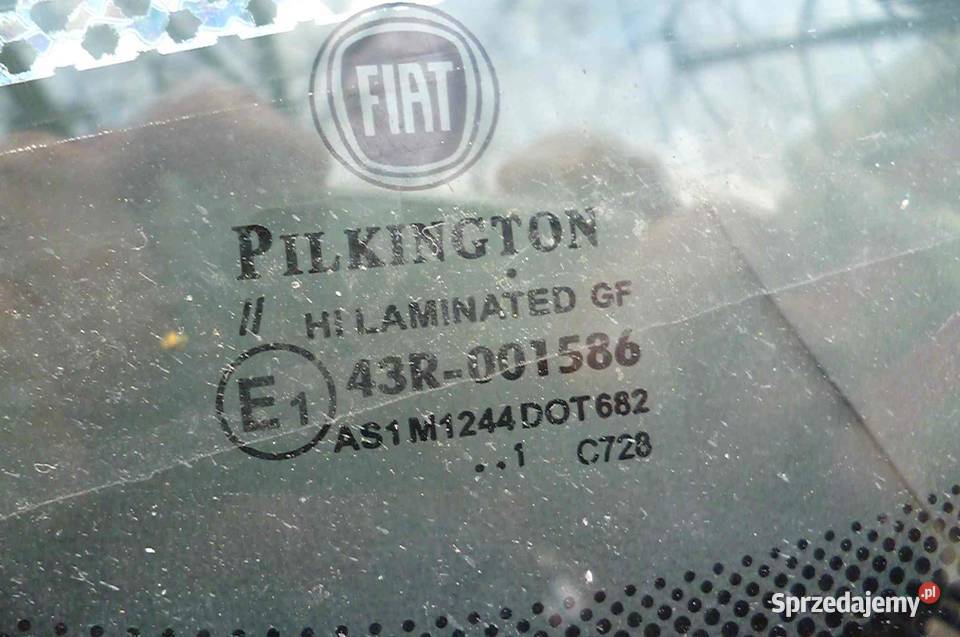 FIAT
PILKINGTON
// HI LAMINATED GF
E1 43R-001586
AS1 M1244 DOT 682
..1 C728
Sprzedajemy.pl